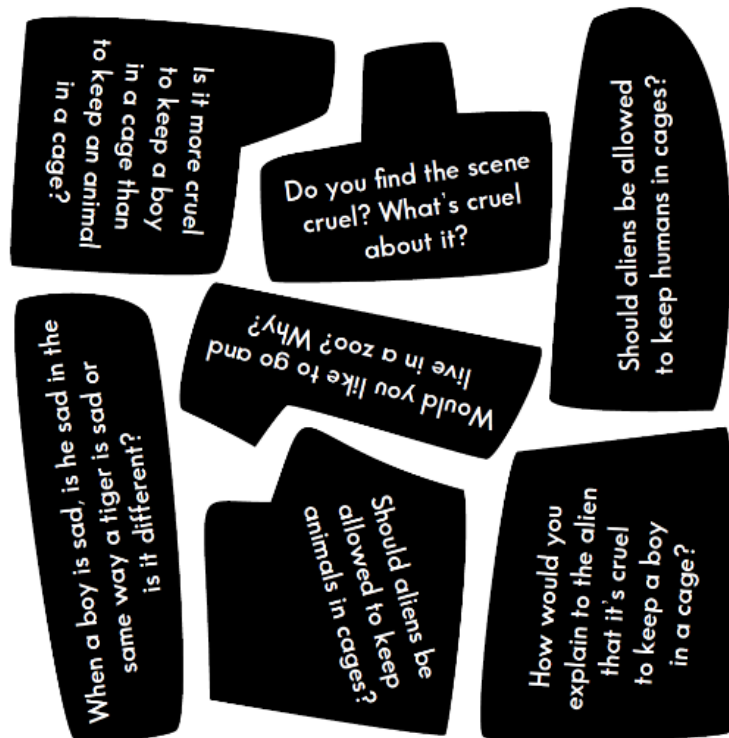 Is it more cruel
to keep a boy
in a cage than
to keep an animal
in a cage?
Do you find the scene
cruel? What's cruel
about it?
Should aliens be allowed
to keep humans in cages?
When a boy is sad, is he sad in the
same way a tiger is sad or
is it different?
Would you like to go and
live in a zoo? Why?
Should aliens be
allowed to keep
animals in cages?
How would you
explain to the alien
that it's cruel
to keep a boy
in a cage?